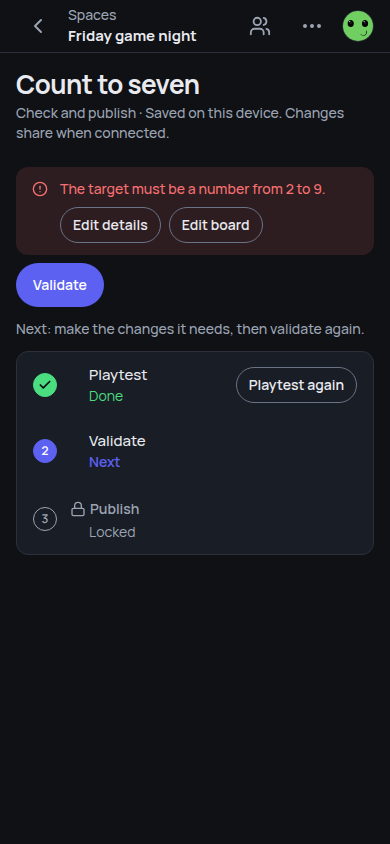 Spaces
Friday game night
Count to seven
Check and publish · Saved on this device. Changes
share when connected.
The target must be a number from 2 to 9.
Edit details
Edit board
Validate
Next: make the changes it needs, then validate again.
Playtest
Done
Playtest again
2
Validate
Next
3
Publish
Locked